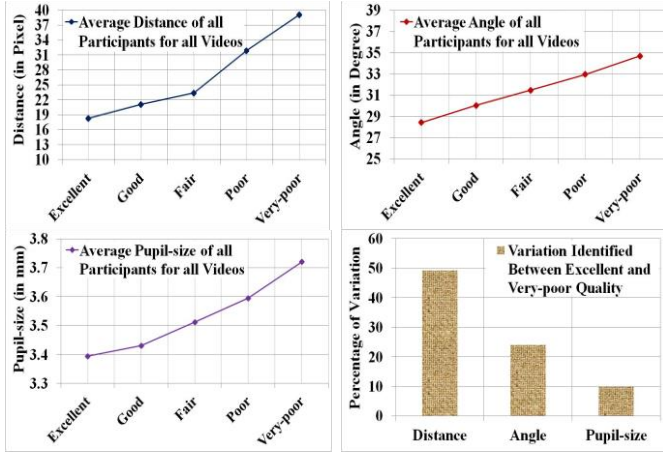 Average Distance of all
Participants for all Videos
Distance (in Pixel)
40
37
34
31
28
25
22
19
16
13
10
Excellent
Good
Fair
Poor
Very-poor
Average Angle of all
Participants for all Videos
Angle (in Degree)
37
35
33
31
29
27
25
Excellent
Good
Fair
Poor
Very-poor
Average Pupil-size of all
Participants for all Videos
Pupil-size (in mm)
3.8
3.7
3.6
3.5
3.4
3.3
Excellent
Good
Fair
Poor
Very-poor
Variation Identified
Between Excellent and
Very-poor Quality
Percentage of Variation
60
50
40
30
20
10
0
Distance
Angle
Pupil-size